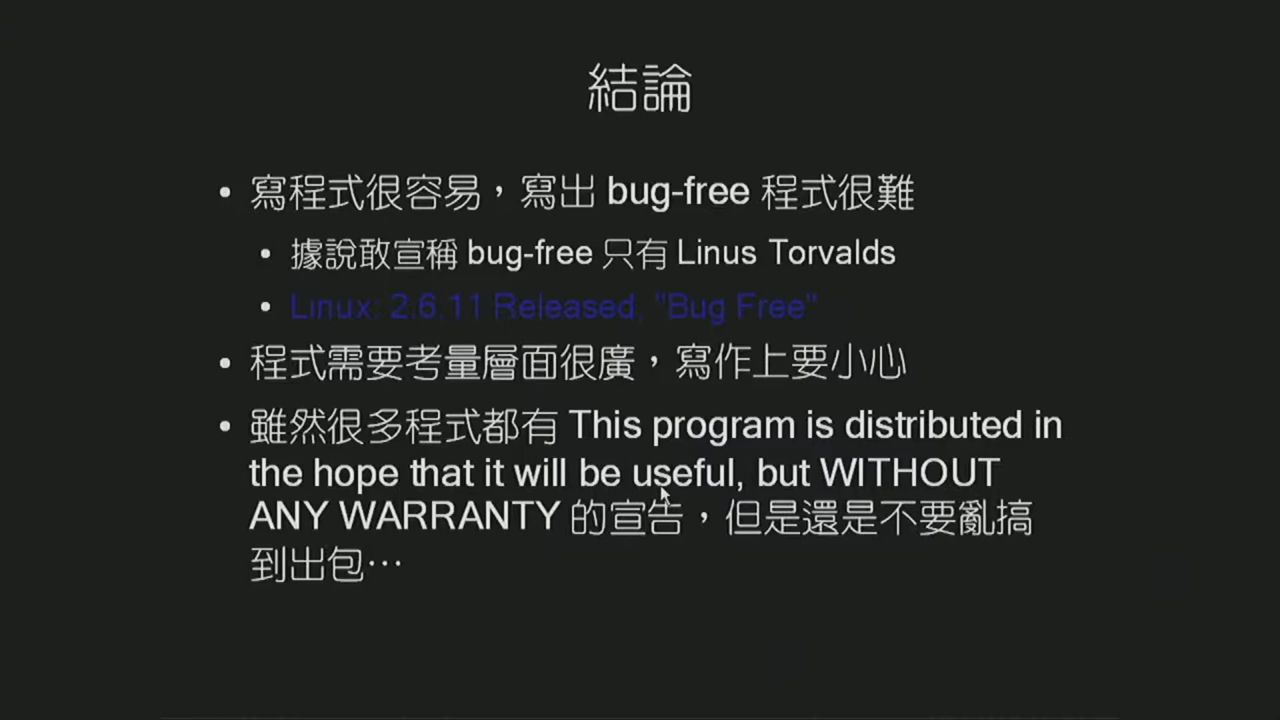 結論
• 寫程式很容易，寫出 bug-free 程式很難
• 據說敢宣稱 bug-free 只有 Linus Torvalds
• Linux: 2.6.11 Released, "Bug Free"
• 程式需要考量層面很廣，寫作上要小心
• 雖然很多程式都有 This program is distributed in
the hope that it will be useful, but WITHOUT
ANY WARRANTY 的宣告，但是還是不要亂搞
到出包…